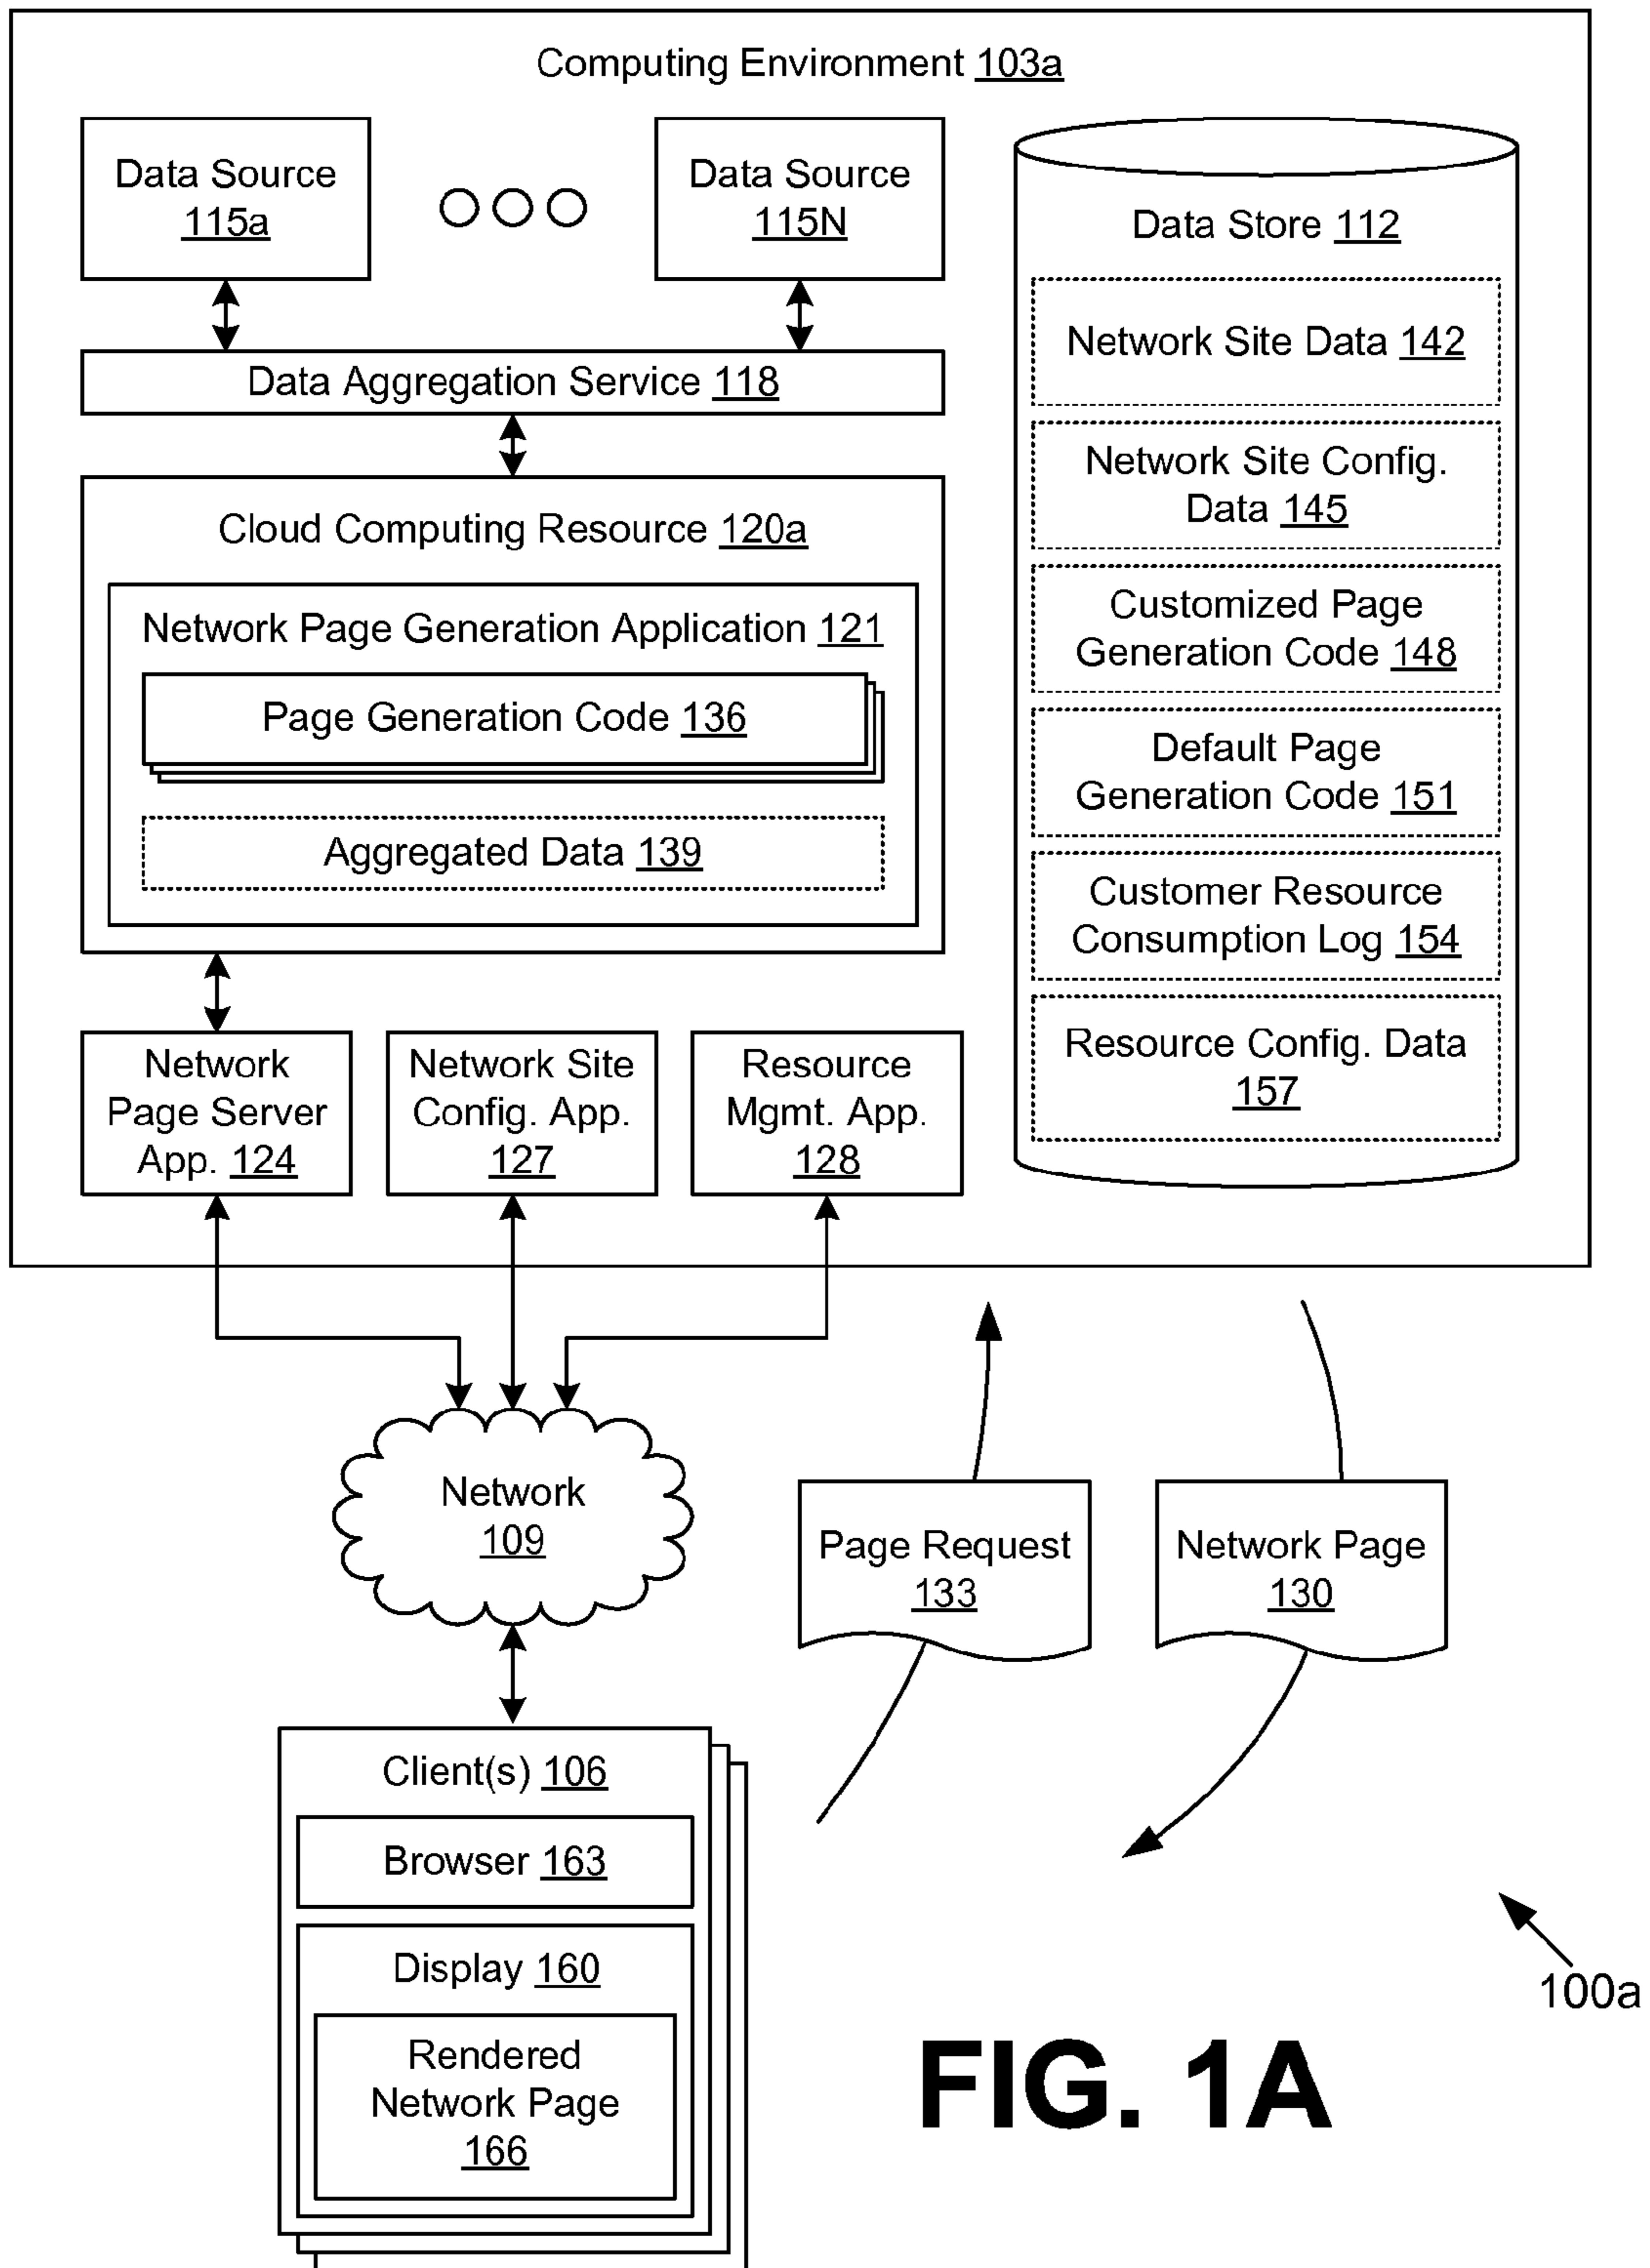 Computing Environment 103a
Data Source
115a
Data Source
115N
Data Aggregation Service 118
Cloud Computing Resource 120a
Network Page Generation Application 121
Page Generation Code 136
Aggregated Data 139
Network
Page Server
App. 124
Network Site
Config. App.
127
Resource
Mgmt. App.
128
Data Store 112
Network Site Data 142
Network Site Config.
Data 145
Customized Page
Generation Code 148
Default Page
Generation Code 151
Customer Resource
Consumption Log 154
Resource Config. Data
157
Network
109
Page Request
133
Network Page
130
Client(s) 106
Browser 163
Display 160
Rendered
Network Page
166
100a
FIG. 1A